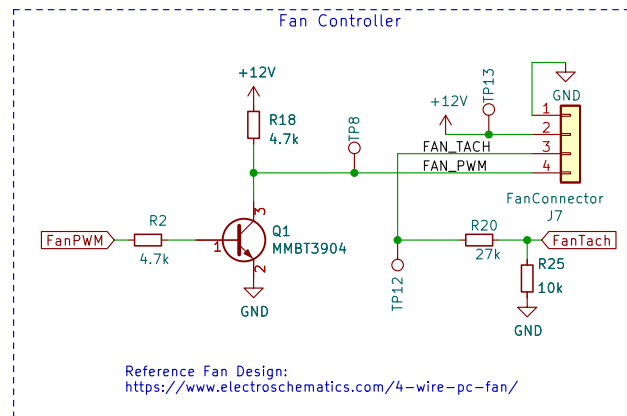 Fan Controller
+12V
R18
4.7k
TP8
+12V
TP13
GND
1
2
3
4
FAN_TACH
FAN_PWM
FanConnector
J7
FanPWM
R2
4.7k
1
3
2
Q1
MMBT3904
GND
TP12
R20
27k
FanTach
R25
10k
GND
Reference Fan Design:
https://www.electroschematics.com/4-wire-pc-fan/